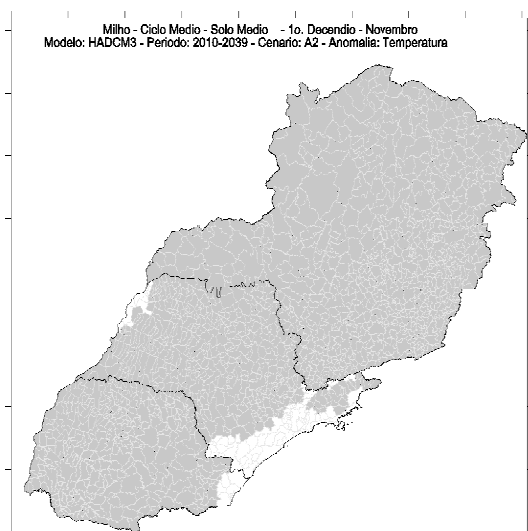 Milho - Ciclo Medio - Solo Medio - 1o. Decendio - Novembro
Modelo: HADCM3 - Periodo: 2010-2039 - Cenario: A2 - Anomalia: Temperatura